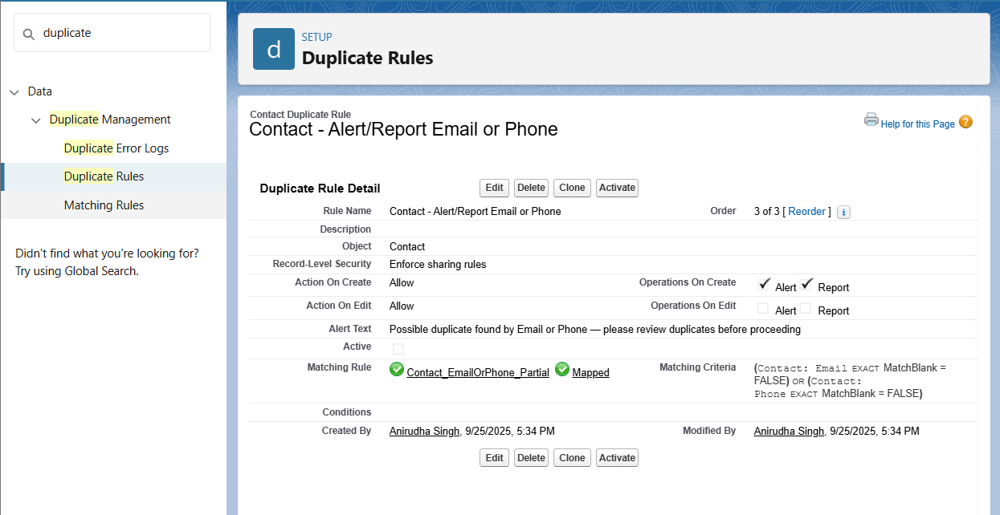 duplicate
Data
Duplicate Management
Duplicate Error Logs
Duplicate Rules
Matching Rules
Didn't find what you're looking for?
Try using Global Search.
d
SETUP
Duplicate Rules
Contact Duplicate Rule
Contact - Alert/Report Email or Phone
Help for this Page ?
Duplicate Rule Detail Edit Delete Clone Activate
Rule Name Contact - Alert/Report Email or Phone Order 3 of 3 [ Reorder ] i
Description
Object Contact
Record-Level Security Enforce sharing rules
Action On Create Allow Operations On Create Alert Report
Action On Edit Allow Operations On Edit Alert Report
Alert Text Possible duplicate found by Email or Phone — please review duplicates before proceeding
Active
Matching Rule Contact_EmailOrPhone_Partial Mapped Matching Criteria (Contact: Email EXACT MatchBlank =
FALSE) OR (Contact:
Phone EXACT MatchBlank = FALSE)
Conditions
Created By Anirudha Singh, 9/25/2025, 5:34 PM Modified By Anirudha Singh, 9/25/2025, 5:34 PM
Edit Delete Clone Activate